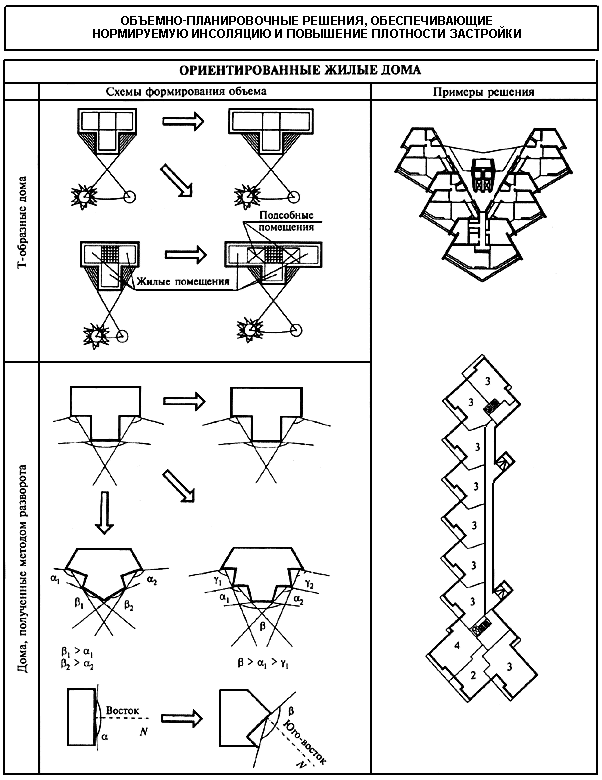 ОБЪЕМНО-ПЛАНИРОВОЧНЫЕ РЕШЕНИЯ, ОБЕСПЕЧИВАЮЩИЕ
НОРМИРУЕМУЮ ИНСОЛЯЦИЮ И ПОВЫШЕНИЕ ПЛОТНОСТИ ЗАСТРОЙКИ
ОРИЕНТИРОВАННЫЕ ЖИЛЫЕ ДОМА
Схемы формирования объема
Примеры решения
Т-образные дома
Подсобные
помещения
Жилые помещения
Дома, полученные методом разворота
α₁
α₂
β₁
β₂
β₁ > α₁
β₂ > α₂
γ₁
γ₂
α₁
α₂
β
β > α₁ > γ₁
Восток
N
α
β
Юго-восток
N
3
3
3
3
3
3
3
4
2
3